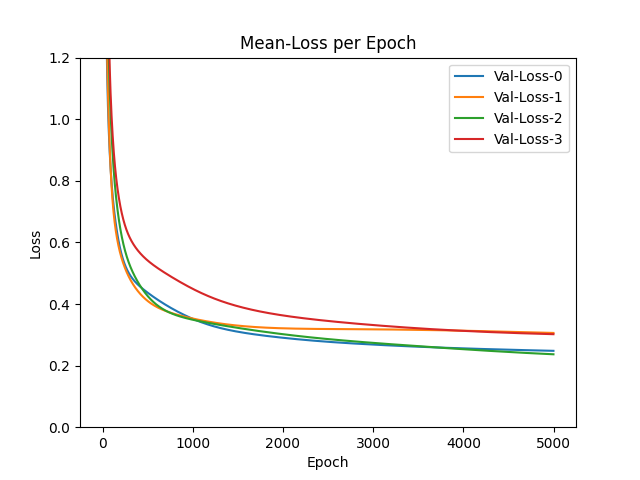 Mean-Loss per Epoch
Loss
1.2
1.0
0.8
0.6
0.4
0.2
0.0
Val-Loss-0
Val-Loss-1
Val-Loss-2
Val-Loss-3
0 1000 2000 3000 4000 5000
Epoch